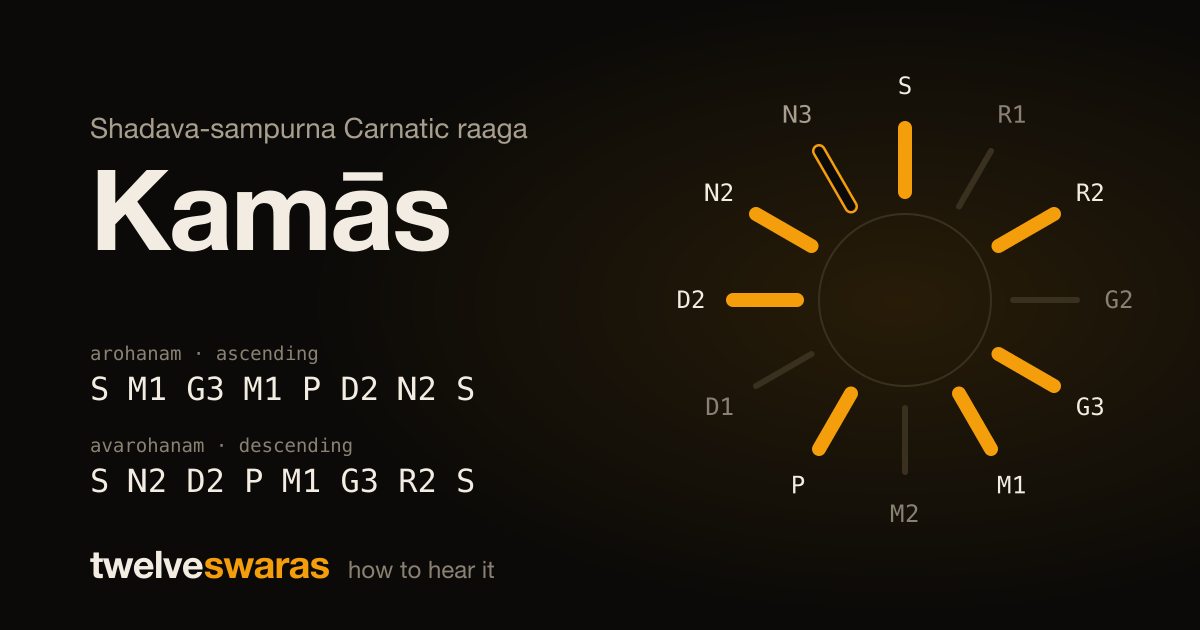 Shadava-sampurna Carnatic raaga
Kamās
arohanam · ascending
S M1 G3 M1 P D2 N2 S
avarohanam · descending
S N2 D2 P M1 G3 R2 S
twelveswaras how to hear it
S
N3 R1
N2 R2
D2 G2
D1 G3
P M1
M2